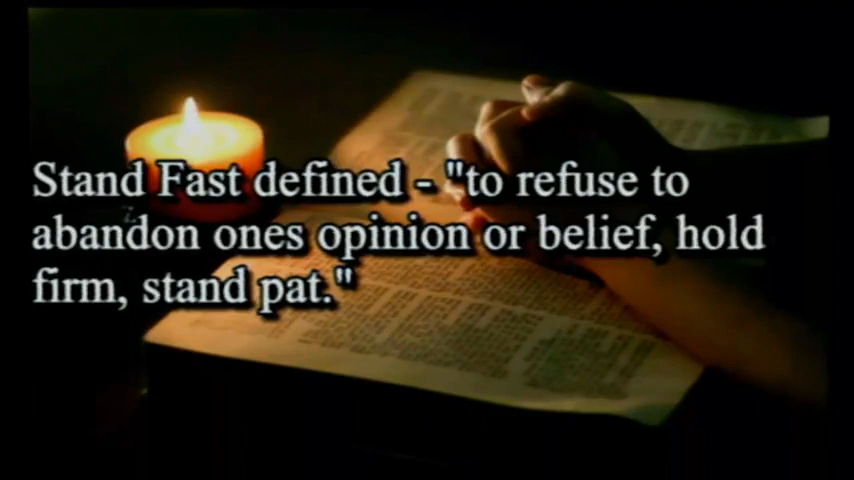 Stand Fast defined - "to refuse to
abandon ones opinion or belief, hold
firm, stand pat."